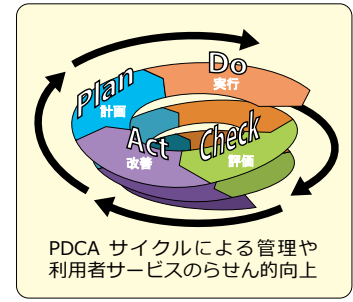 Plan
計画
Do
実行
Check
評価
Act
改善
PDCA サイクルによる管理や
利用者サービスのらせん的向上